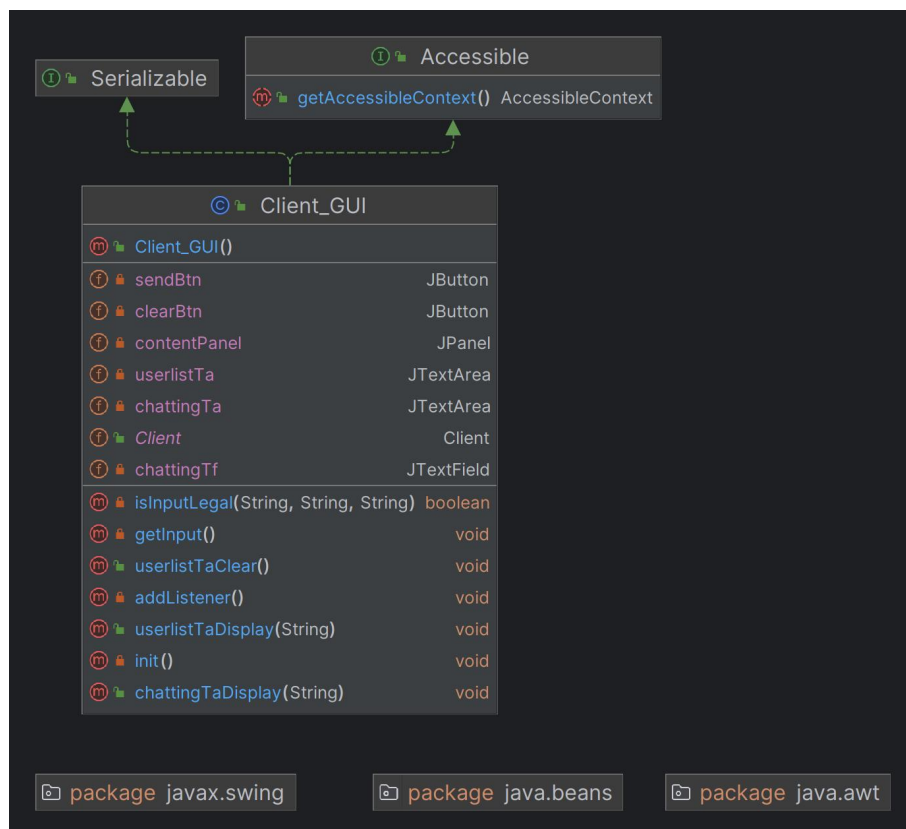 Serializable
Accessible
getAccessibleContext() AccessibleContext
Client_GUI
Client_GUI()
sendBtn JButton
clearBtn JButton
contentPanel JPanel
userlistTa JTextArea
chattingTa JTextArea
Client Client
chattingTf JTextField
isInputLegal(String, String, String) boolean
getInput() void
userlistTaClear() void
addListener() void
userlistTaDisplay(String) void
init() void
chattingTaDisplay(String) void
package javax.swing
package java.beans
package java.awt